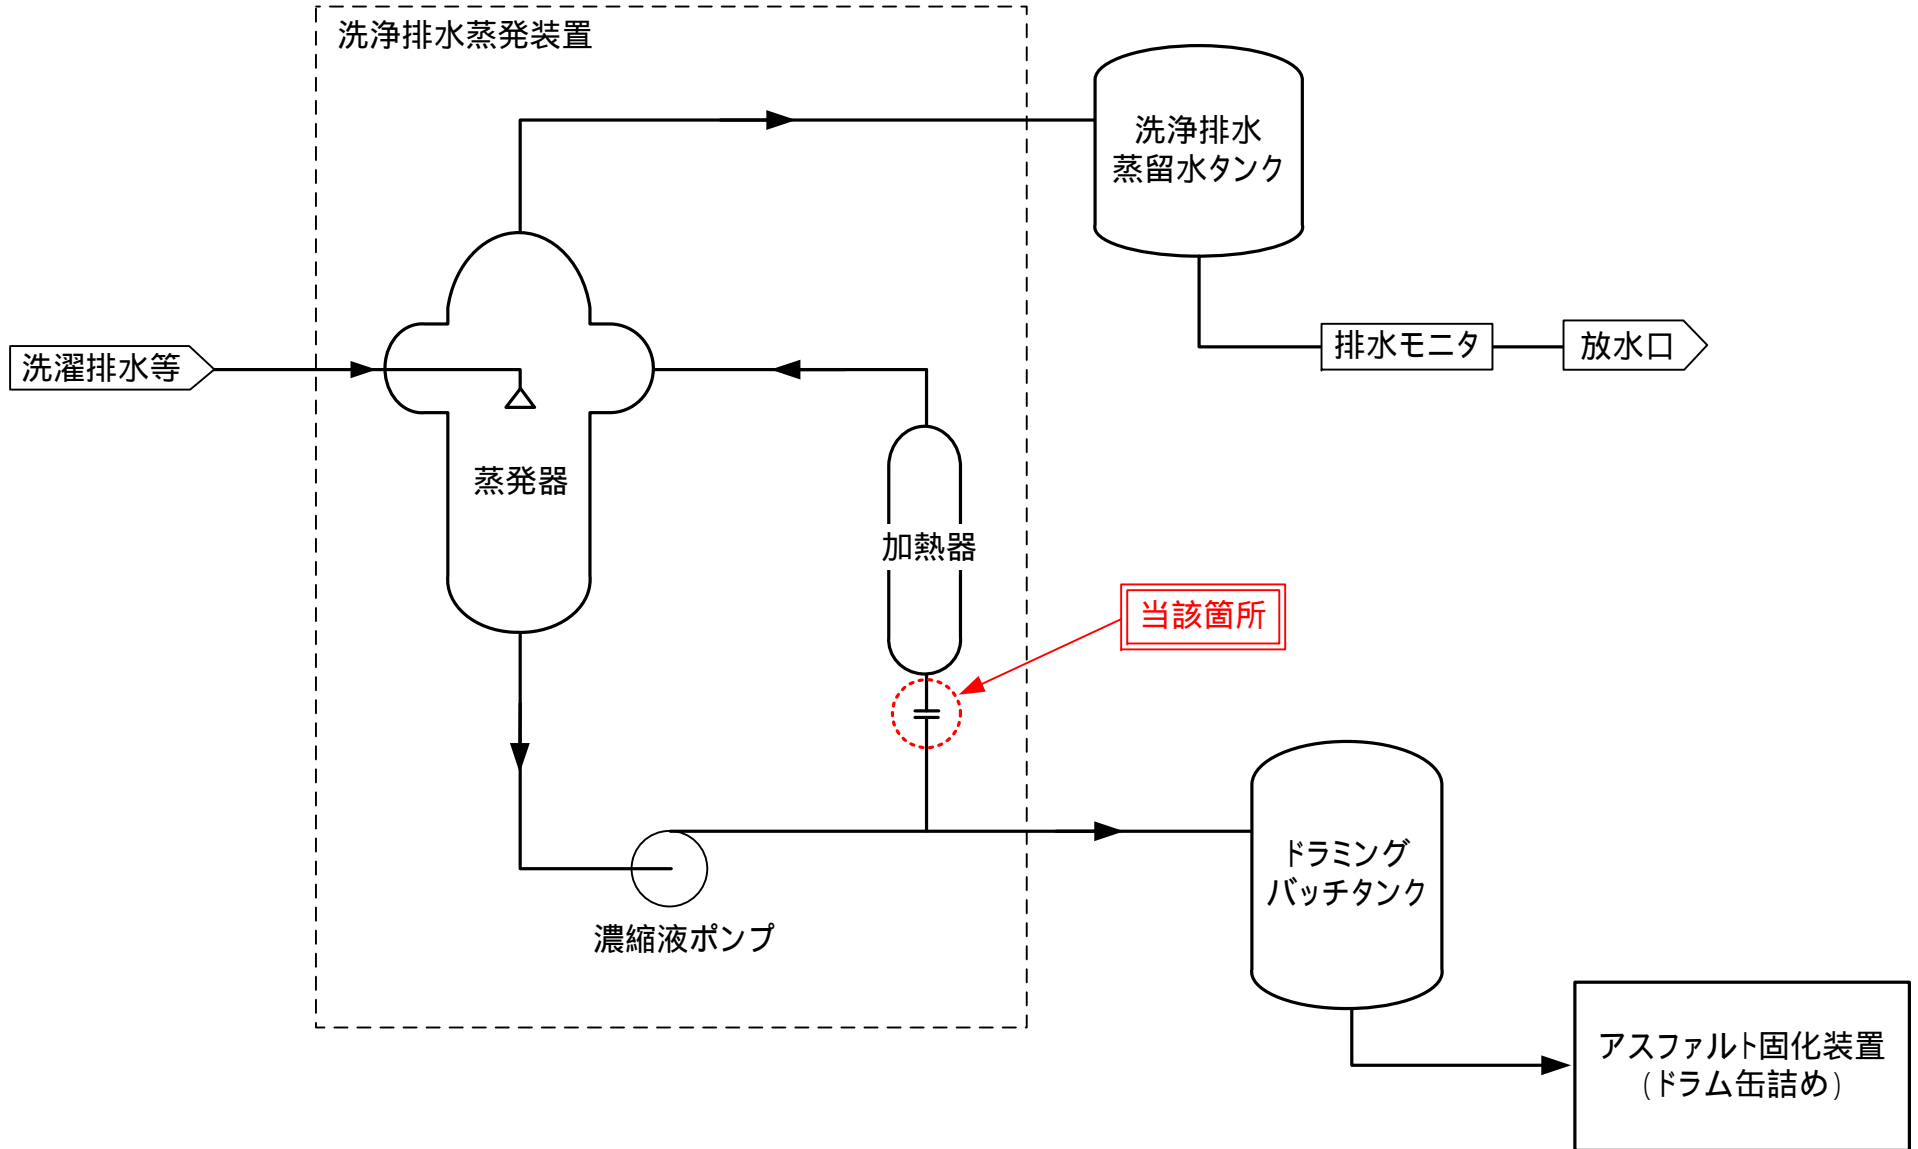 洗浄排水蒸発装置
洗浄排水
蒸留水タンク
洗濯排水等
排水モニタ
放水口
蒸発器
加熱器
当該箇所
濃縮液ポンプ
ドラミング
バッチタンク
アスファルト固化装置
(ドラム缶詰め)